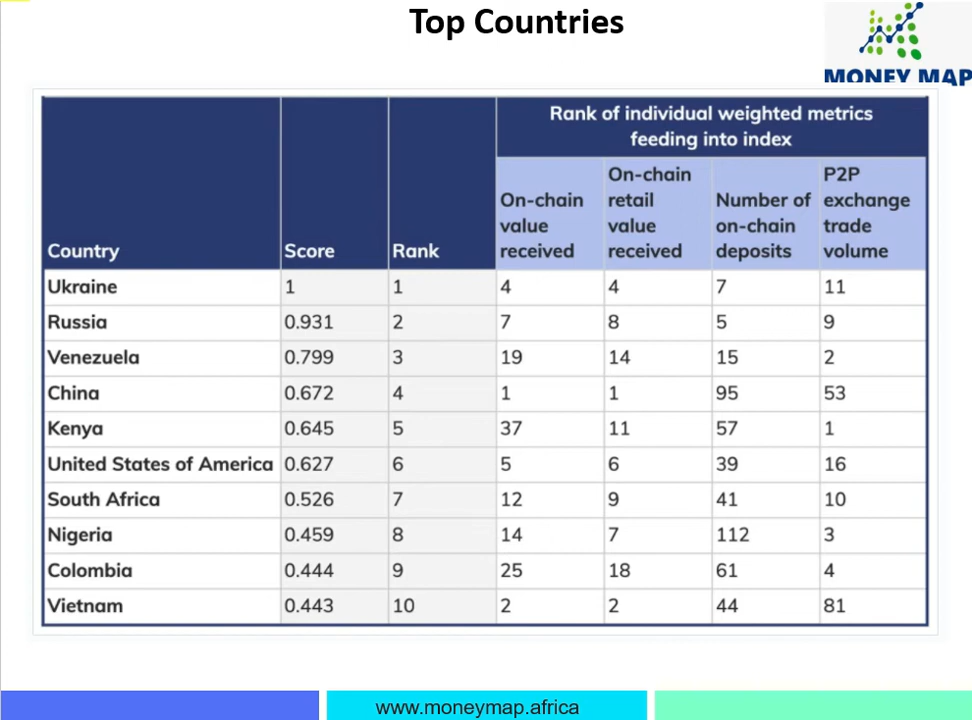 Top Countries
MONEY MAP
Rank of individual weighted metrics
feeding into index
Country Score Rank On-chain value received On-chain retail value received Number of on-chain deposits P2P exchange trade volume
Ukraine 1 1 4 4 7 11
Russia 0.931 2 7 8 5 9
Venezuela 0.799 3 19 14 15 2
China 0.672 4 1 1 95 53
Kenya 0.645 5 37 11 57 1
United States of America 0.627 6 5 6 39 16
South Africa 0.526 7 12 9 41 10
Nigeria 0.459 8 14 7 112 3
Colombia 0.444 9 25 18 61 4
Vietnam 0.443 10 2 2 44 81
www.moneymap.africa